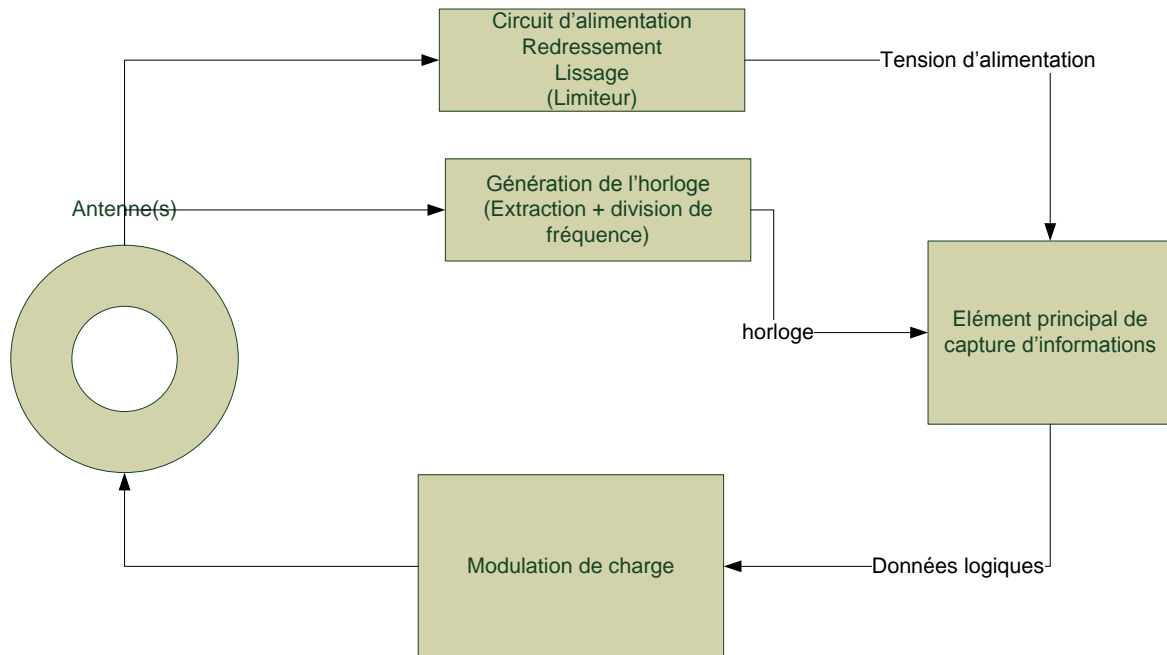 Circuit d’alimentation
Redressement
Lissage
(Limiteur)
Tension d’alimentation
Génération de l’horloge
(Extraction + division de
fréquence)
Antenne(s)
horloge
Elément principal de
capture d’informations
Modulation de charge
Données logiques